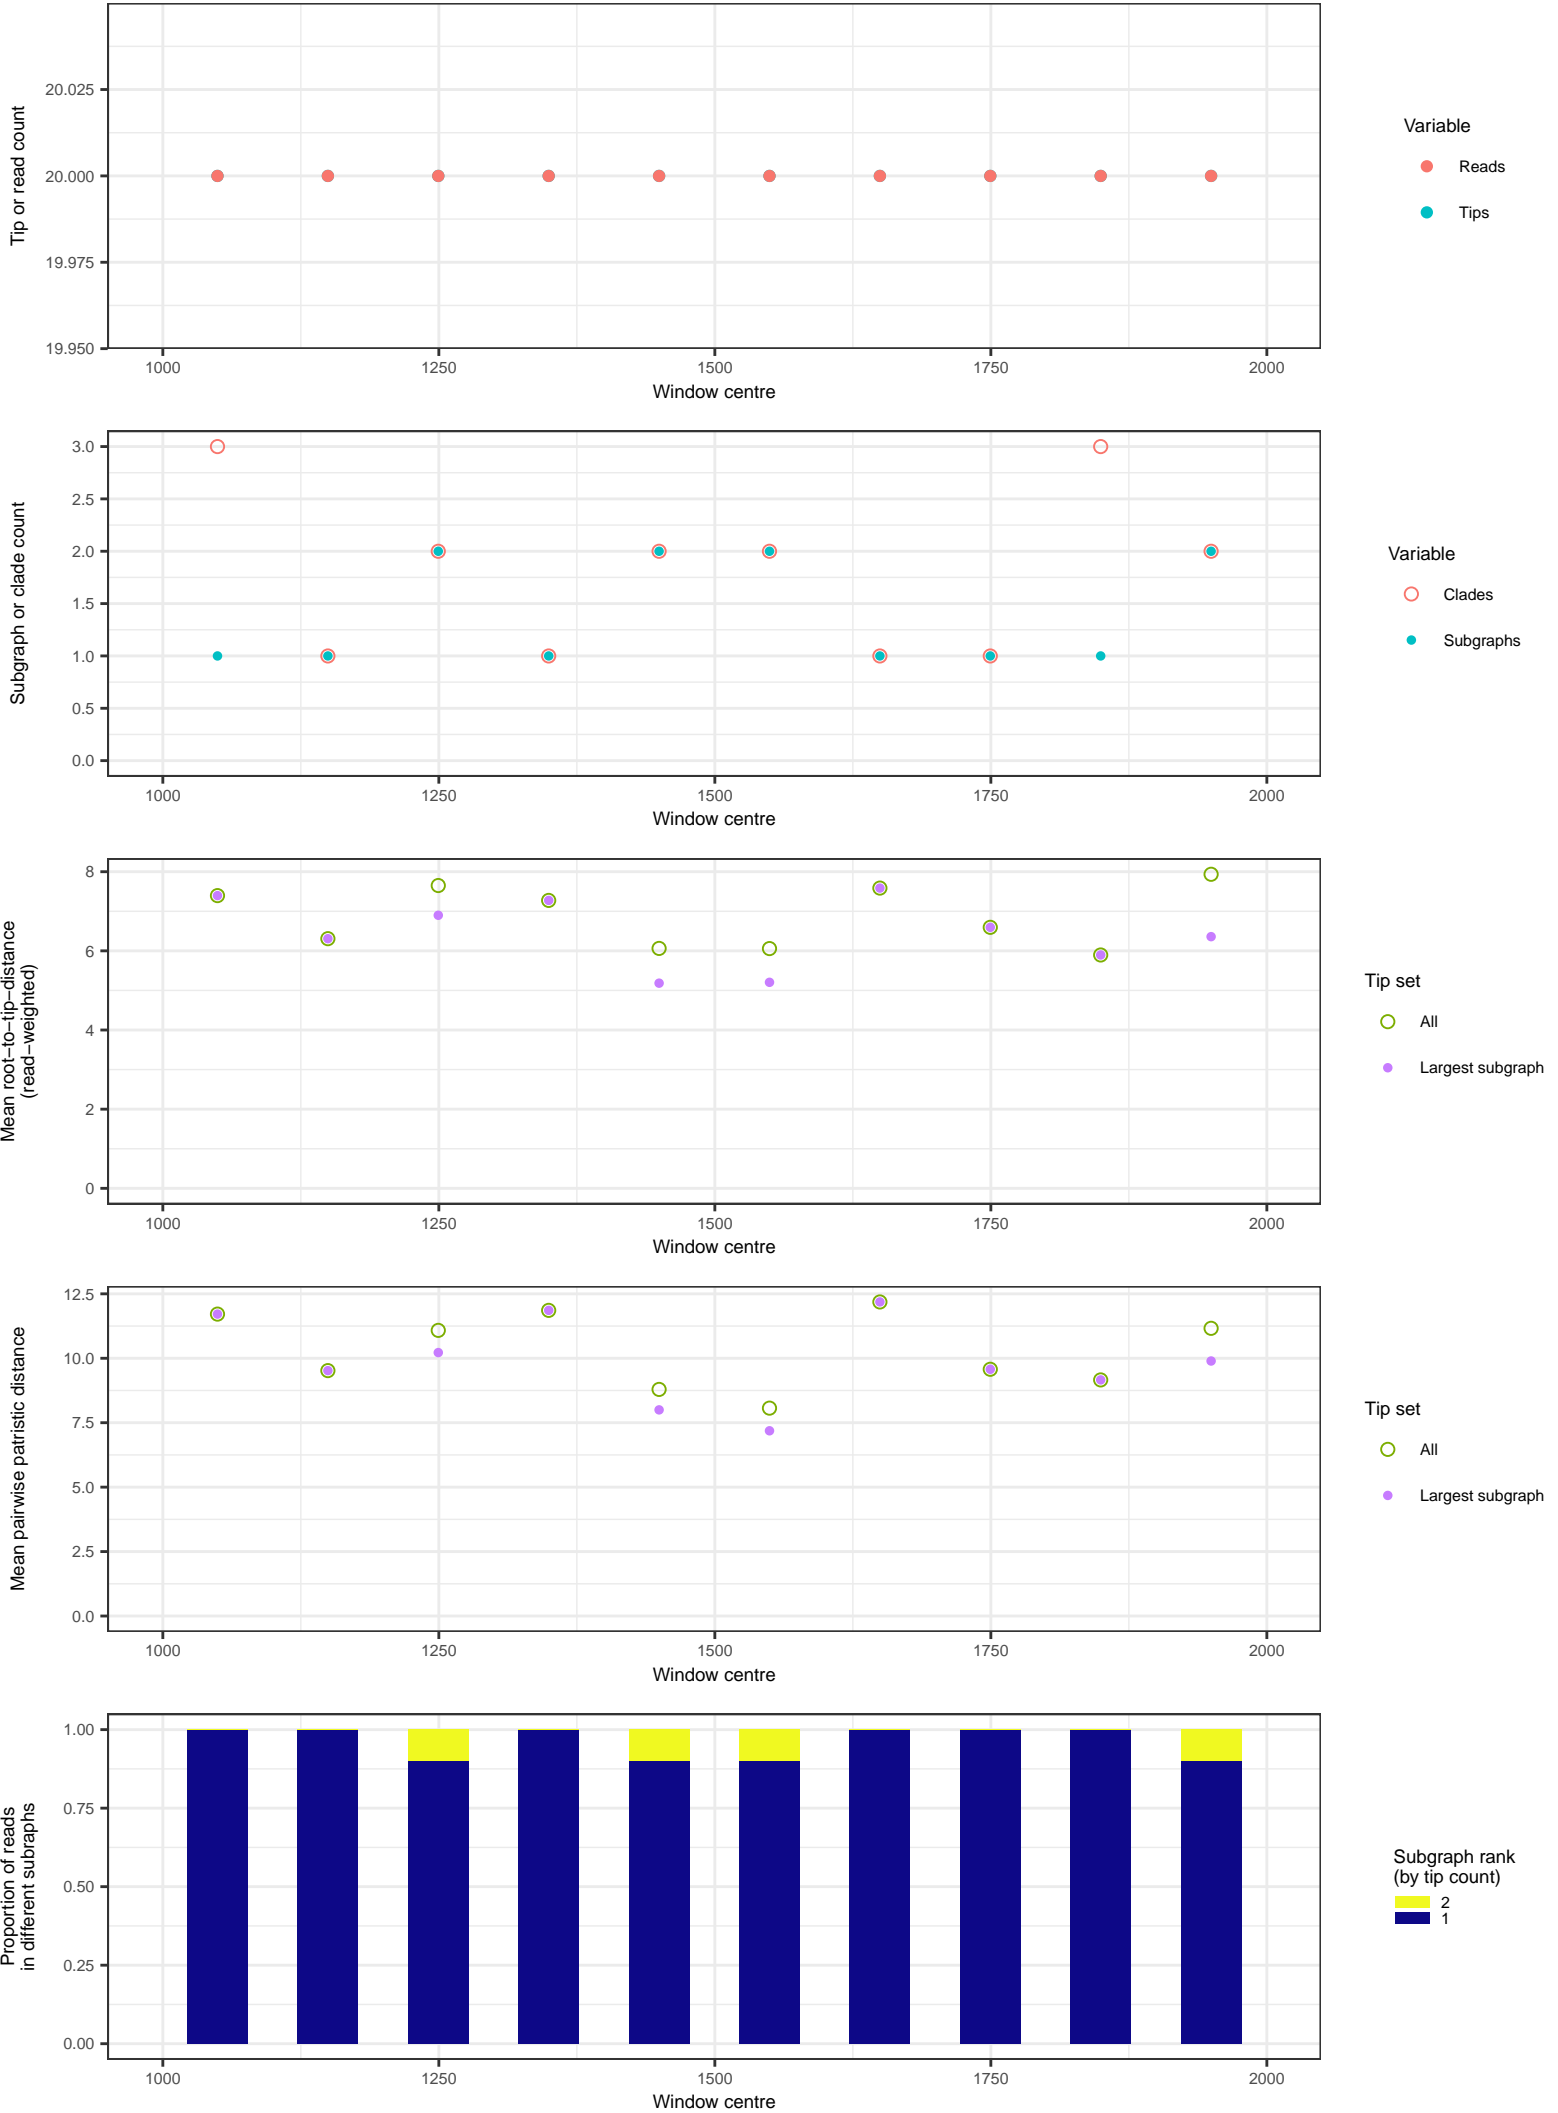 Tip or read count
20.025
20.000
19.975
19.950
1000
1250
1500
1750
2000
Window centre
Variable
Reads
Tips
Subgraph or clade count
3.0
2.5
2.0
1.5
1.0
0.5
0.0
1000
1250
1500
1750
2000
Window centre
Variable
Clades
Subgraphs
Mean root−to−tip−distance
(read−weighted)
8
6
4
2
0
1000
1250
1500
1750
2000
Window centre
Tip set
All
Largest subgraph
Mean pairwise patristic distance
12.5
10.0
7.5
5.0
2.5
0.0
1000
1250
1500
1750
2000
Window centre
Tip set
All
Largest subgraph
Proportion of reads
in different subraphs
1.00
0.75
0.50
0.25
0.00
1000
1250
1500
1750
2000
Window centre
Subgraph rank
(by tip count)
2
1